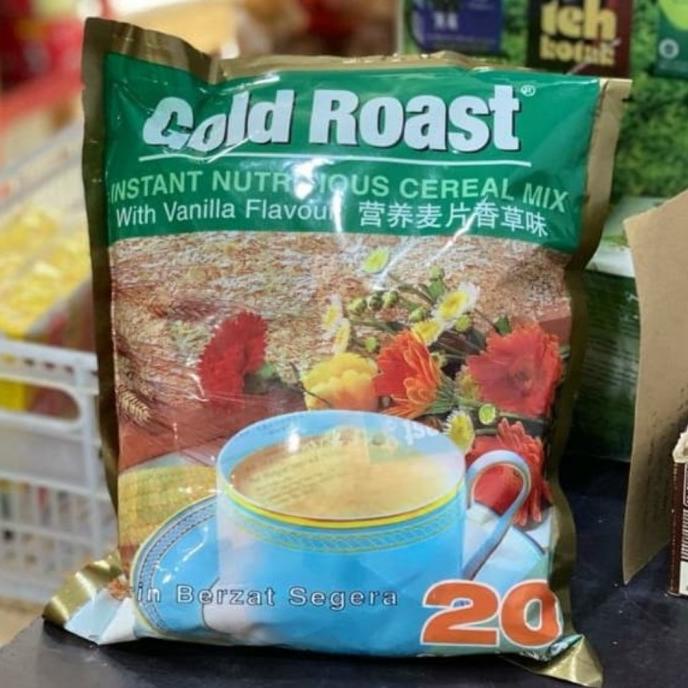 teh
kotak
Gold Roast®
INSTANT NUTRITIOUS CEREAL MIX
With Vanilla Flavour 营养麦片香草味
in Berzat Segera
20